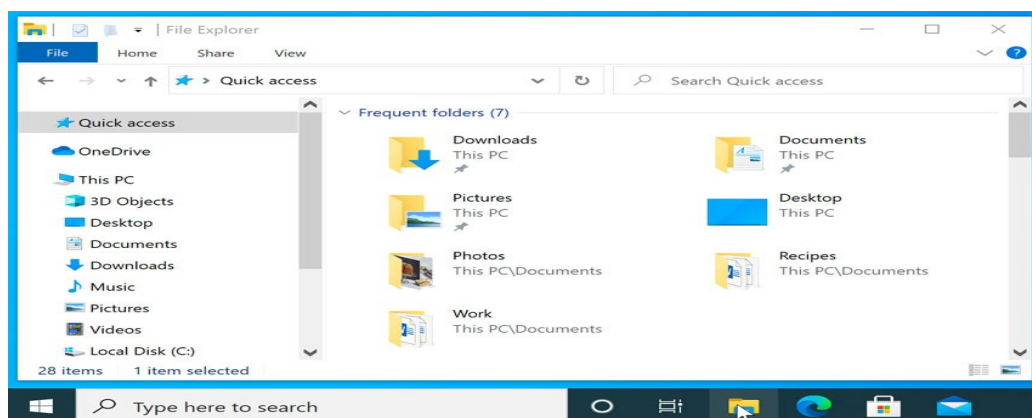 File Explorer
File Home Share View
Quick access
Search Quick access
Quick access
OneDrive
This PC
3D Objects
Desktop
Documents
Downloads
Music
Pictures
Videos
Local Disk (C:)
Frequent folders (7)
Downloads
This PC
Documents
This PC
Pictures
This PC
Desktop
This PC
Photos
This PC\Documents
Recipes
This PC\Documents
Work
This PC\Documents
28 items 1 item selected
Type here to search